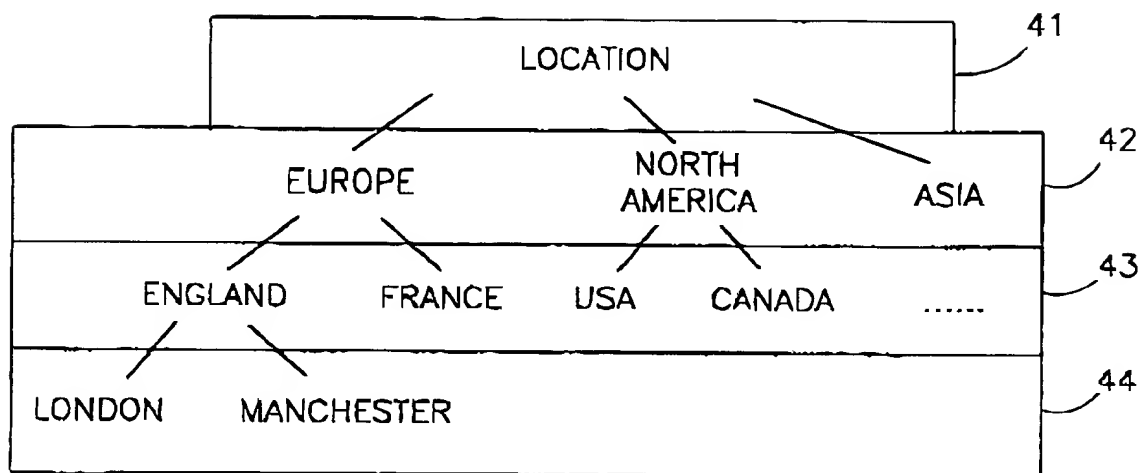 41
LOCATION
42
EUROPE
NORTH
AMERICA
ASIA
43
ENGLAND
FRANCE
USA
CANADA
......
44
LONDON
MANCHESTER